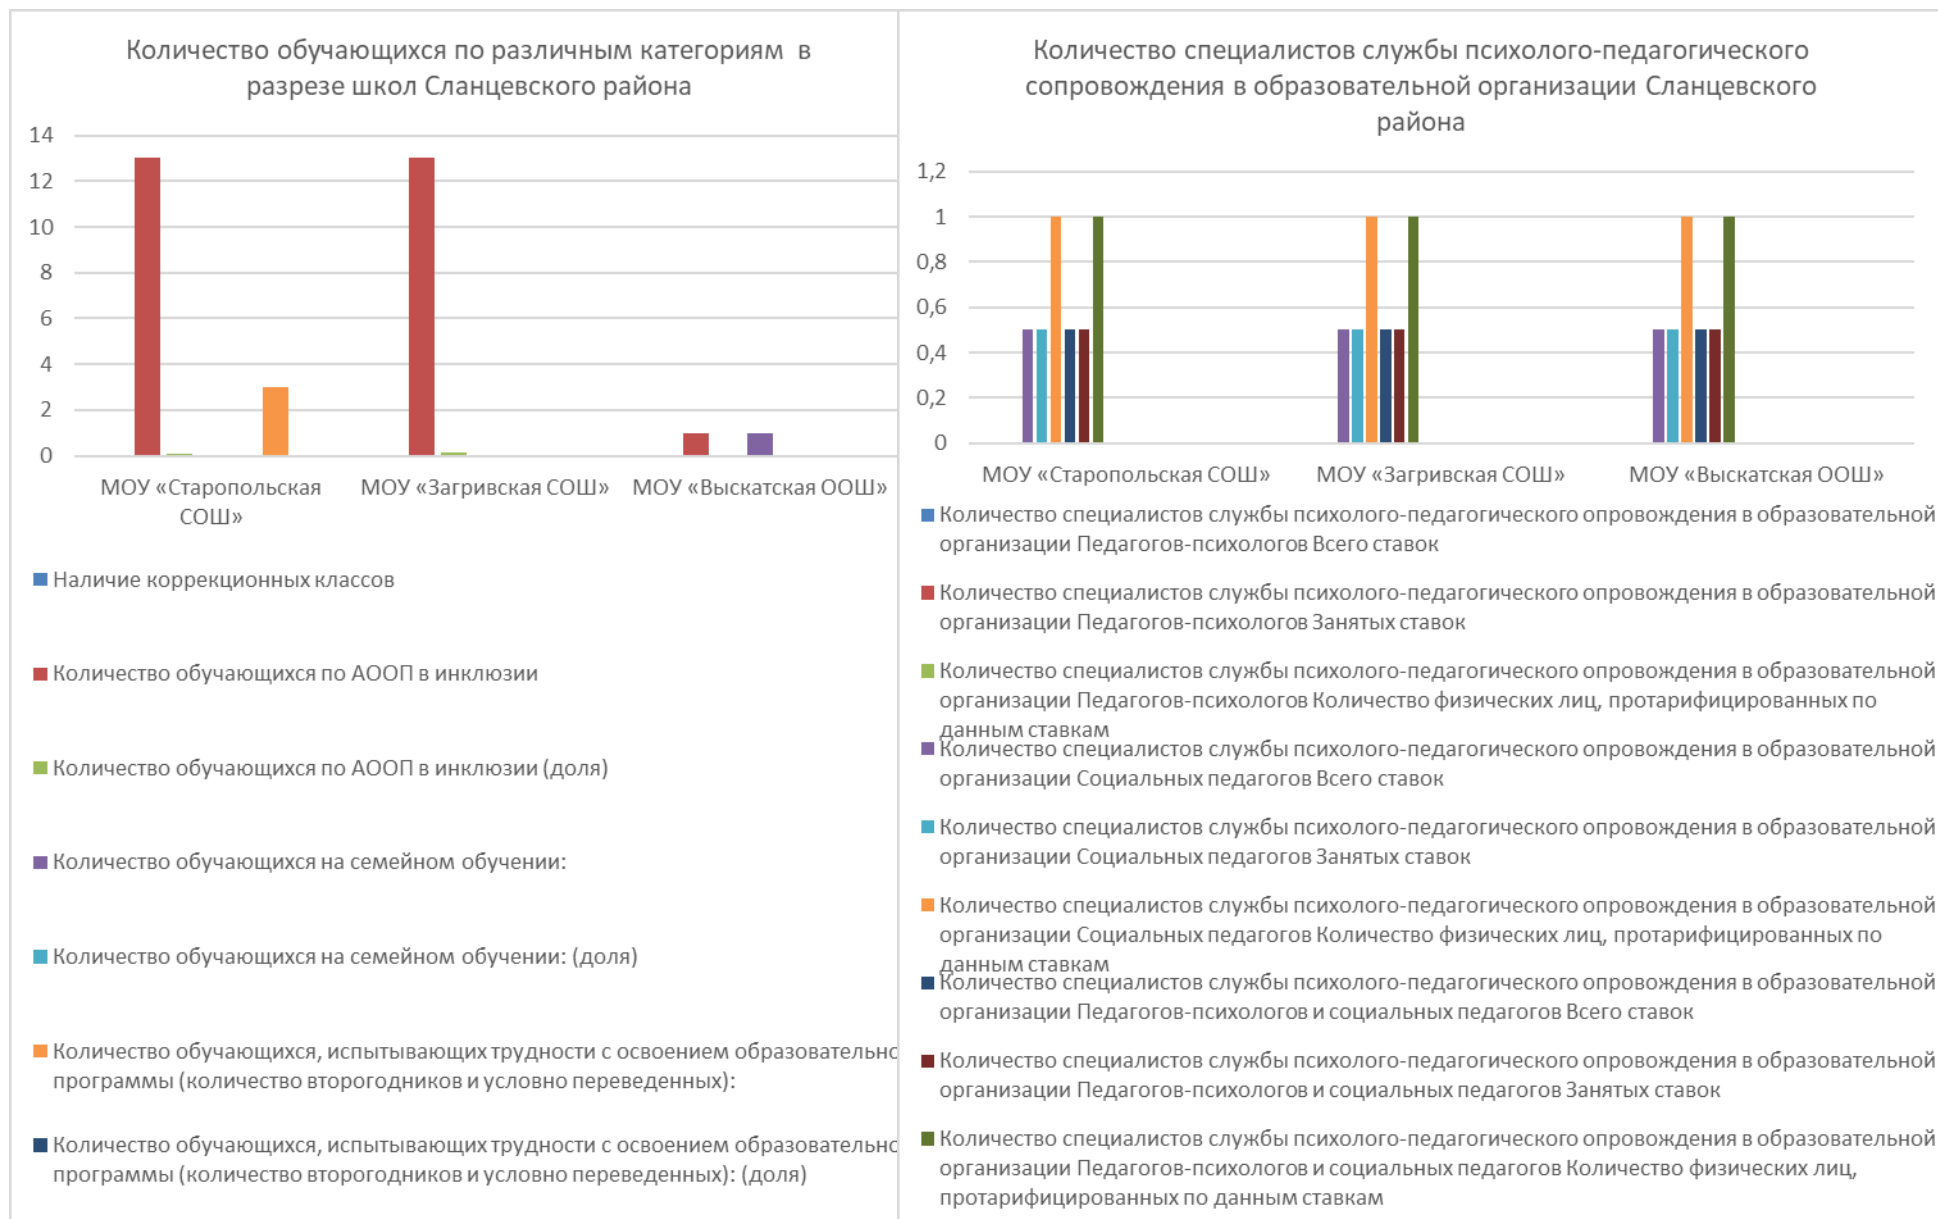 Количество обучающихся по различным категориям в
разрезе школ Сланцевского района
14
12
10
8
6
4
2
0
МОУ «Старопольская
СОШ»
МОУ «Загривская СОШ»
МОУ «Выскатская ООШ»
Наличие коррекционных классов
Количество обучающихся по АООП в инклюзии
Количество обучающихся по АООП в инклюзии (доля)
Количество обучающихся на семейном обучении:
Количество обучающихся на семейном обучении: (доля)
Количество обучающихся, испытывающих трудности с освоением образовательно
программы (количество второгодников и условно переведенных):
Количество обучающихся, испытывающих трудности с освоением образовательно
программы (количество второгодников и условно переведенных): (доля)
Количество специалистов службы психолого-педагогического
сопровождения в образовательной организации Сланцевского
района
1,2
1
0,8
0,6
0,4
0,2
0
МОУ «Старопольская СОШ»
МОУ «Загривская СОШ»
МОУ «Выскатская ООШ»
Количество специалистов службы психолого-педагогического опровождения в образовательной
организации Педагогов-психологов Всего ставок
Количество специалистов службы психолого-педагогического опровождения в образовательной
организации Педагогов-психологов Занятых ставок
Количество специалистов службы психолого-педагогического опровождения в образовательной
организации Педагогов-психологов Количество физических лиц, протарифицированных по
данным ставкам
Количество специалистов службы психолого-педагогического опровождения в образовательной
организации Социальных педагогов Всего ставок
Количество специалистов службы психолого-педагогического опровождения в образовательной
организации Социальных педагогов Занятых ставок
Количество специалистов службы психолого-педагогического опровождения в образовательной
организации Социальных педагогов Количество физических лиц, протарифицированных по
данным ставкам
Количество специалистов службы психолого-педагогического опровождения в образовательной
организации Педагогов-психологов и социальных педагогов Всего ставок
Количество специалистов службы психолого-педагогического опровождения в образовательной
организации Педагогов-психологов и социальных педагогов Занятых ставок
Количество специалистов службы психолого-педагогического опровождения в образовательной
организации Педагогов-психологов и социальных педагогов Количество физических лиц,
протарифицированных по данным ставкам